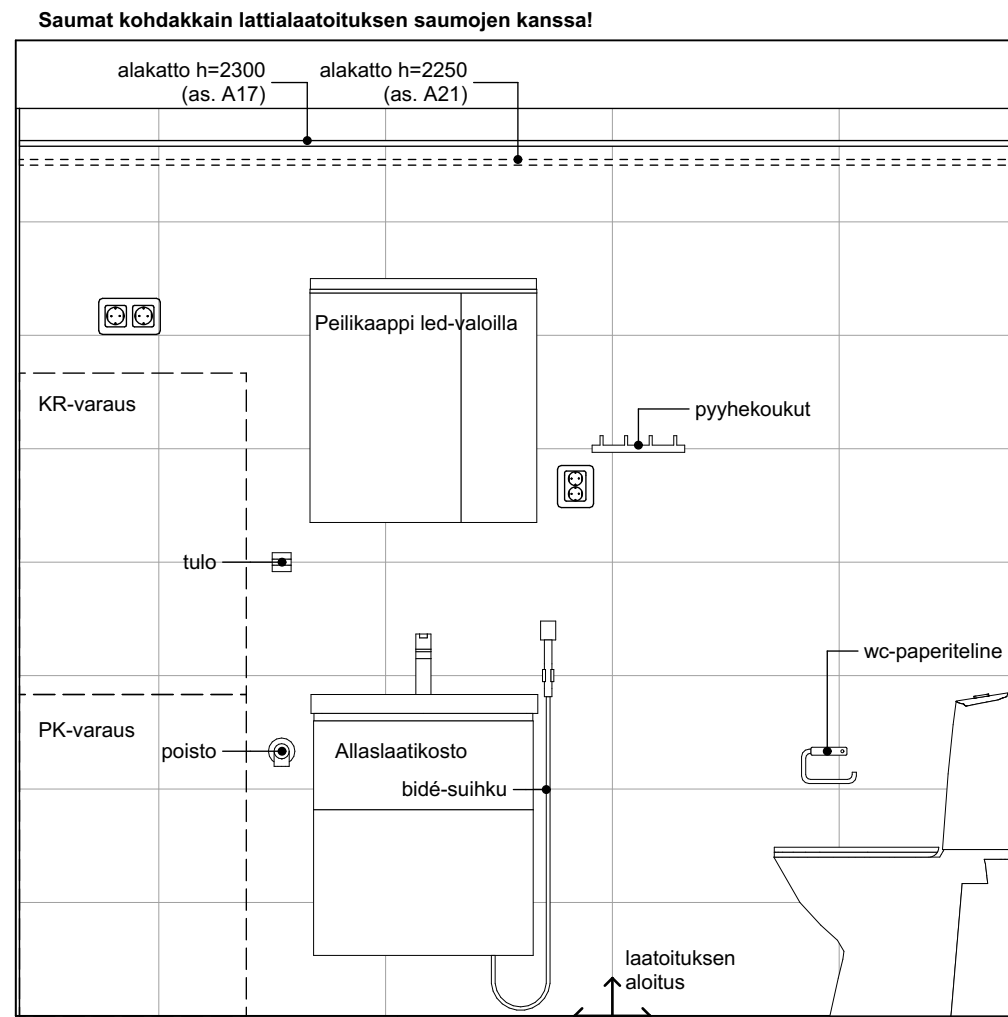 Saumat kohdakkain lattialaatoituksen saumojen kanssa!
alakatto h=2300
(as. A17)
alakatto h=2250
(as. A21)
Peilikaappi led-valoilla
KR-varaus
pyyhekoukut
tulo
wc-paperiteline
PK-varaus
poisto
Allaslaatikosto
bidé-suihku
laatoituksen
aloitus